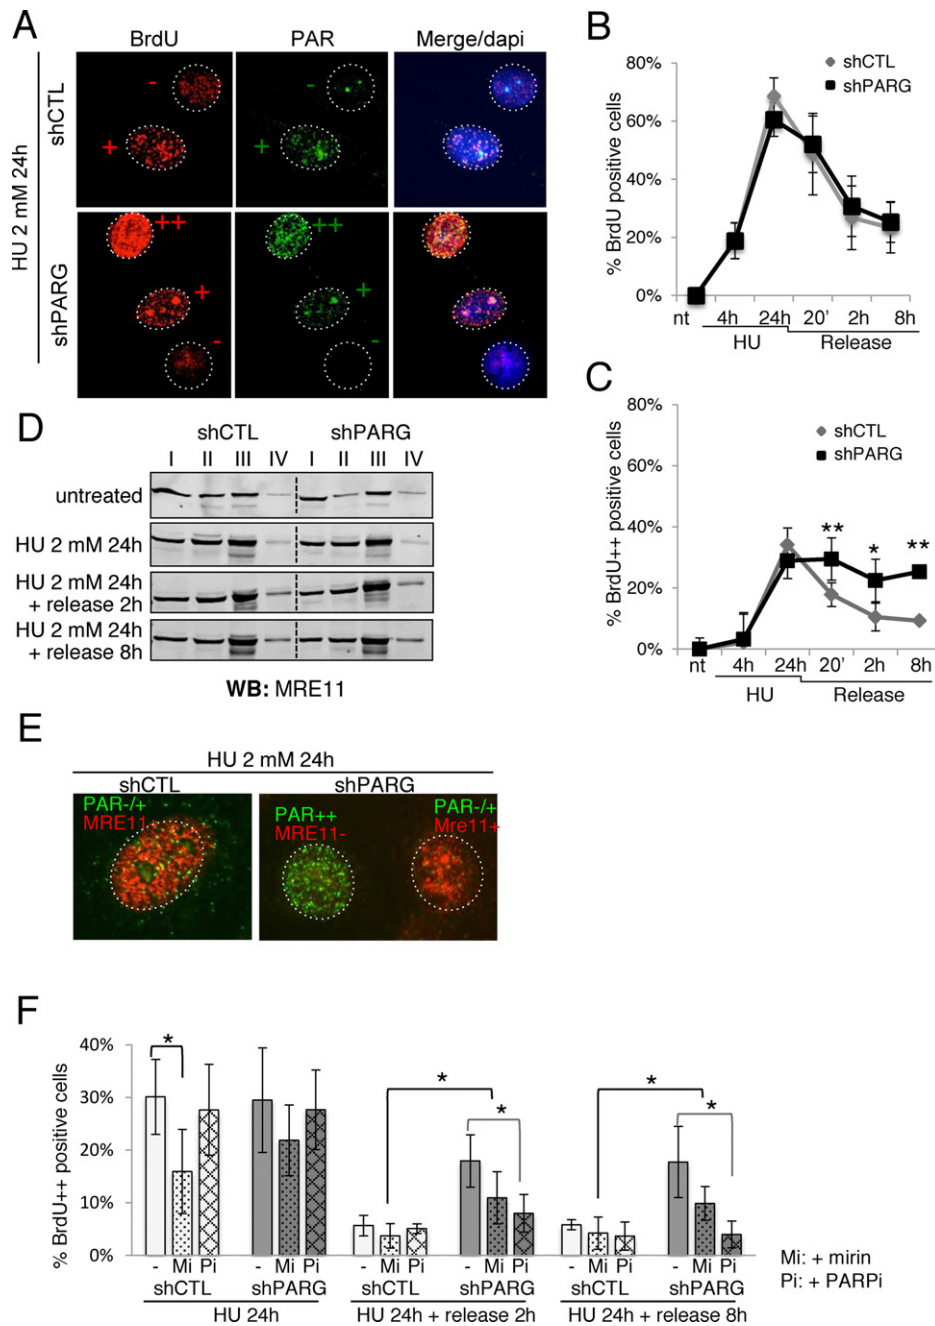 A
BrdU PAR Merge/dapi
HU 2 mM 24h
shCTL
- -
+ +
shPARG
++ ++
+ +
- -
B
shCTL
shPARG
% BrdU positive cells
80%
60%
40%
20%
0%
nt 4h 24h 20' 2h 8h
HU Release
C
shCTL
shPARG
% BrdU++ positive cells
80%
60%
40%
20%
0%
** * **
nt 4h 24h 20' 2h 8h
HU Release
D
shCTL shPARG
I II III IV I II III IV
untreated
HU 2 mM 24h
HU 2 mM 24h
+ release 2h
HU 2 mM 24h
+ release 8h
WB: MRE11
E
HU 2 mM 24h
shCTL shPARG
PAR-/+
MRE11
PAR++
MRE11-
PAR-/+
Mre11+
F
% BrdU++ positive cells
40%
30%
20%
10%
0%
* * * * *
- Mi Pi - Mi Pi - Mi Pi - Mi Pi - Mi Pi - Mi Pi
shCTL shPARG shCTL shPARG shCTL shPARG
HU 24h HU 24h + release 2h HU 24h + release 8h
Mi: + mirin
Pi: + PARPi